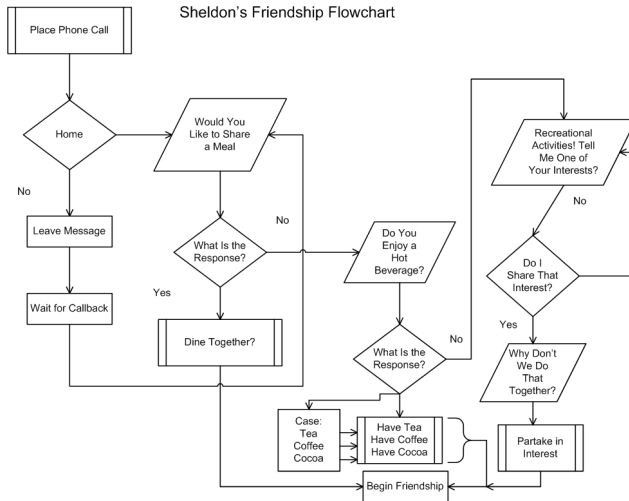 Sheldon's Friendship Flowchart
Place Phone Call
Home
No
Leave Message
Wait for Callback
Would You
Like to Share
a Meal
What Is the
Response?
No
Yes
Dine Together?
Do You
Enjoy a
Hot
Beverage?
What Is the
Response?
No
Case:
Tea
Coffee
Cocoa
Have Tea
Have Coffee
Have Cocoa
Recreational
Activities! Tell
Me One of
Your Interests?
No
Do I
Share That
Interest?
Yes
Why Don't
We Do
That
Together?
Partake in
Interest
Begin Friendship